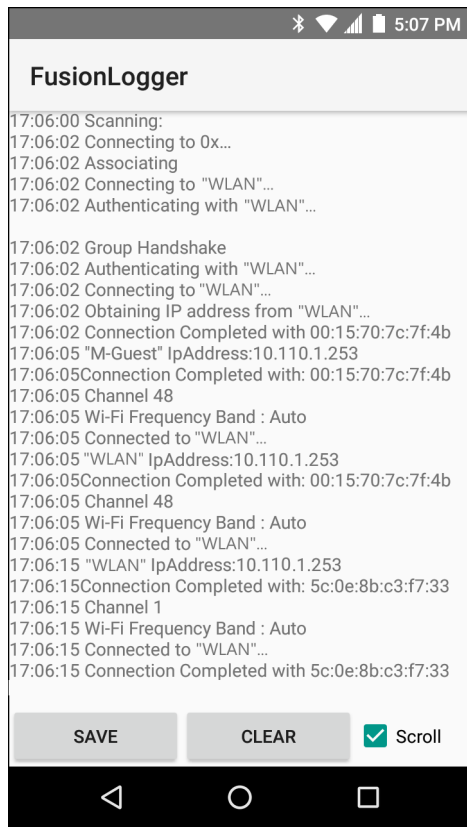 5:07 PM
FusionLogger
17:06:00 Scanning:
17:06:02 Connecting to 0x...
17:06:02 Associating
17:06:02 Connecting to "WLAN"...
17:06:02 Authenticating with "WLAN"...
17:06:02 Group Handshake
17:06:02 Authenticating with "WLAN"...
17:06:02 Connecting to "WLAN"...
17:06:02 Obtaining IP address from "WLAN"...
17:06:02 Connection Completed with 00:15:70:7c:7f:4b
17:06:05 "M-Guest" IpAddress:10.110.1.253
17:06:05Connection Completed with: 00:15:70:7c:7f:4b
17:06:05 Channel 48
17:06:05 Wi-Fi Frequency Band : Auto
17:06:05 Connected to "WLAN"...
17:06:05 "WLAN" IpAddress:10.110.1.253
17:06:05Connection Completed with: 00:15:70:7c:7f:4b
17:06:05 Channel 48
17:06:05 Wi-Fi Frequency Band : Auto
17:06:05 Connected to "WLAN"...
17:06:15 "WLAN" IpAddress:10.110.1.253
17:06:15Connection Completed with: 5c:0e:8b:c3:f7:33
17:06:15 Channel 1
17:06:15 Wi-Fi Frequency Band : Auto
17:06:15 Connected to "WLAN"...
17:06:15 Connection Completed with 5c:0e:8b:c3:f7:33
SAVE CLEAR Scroll